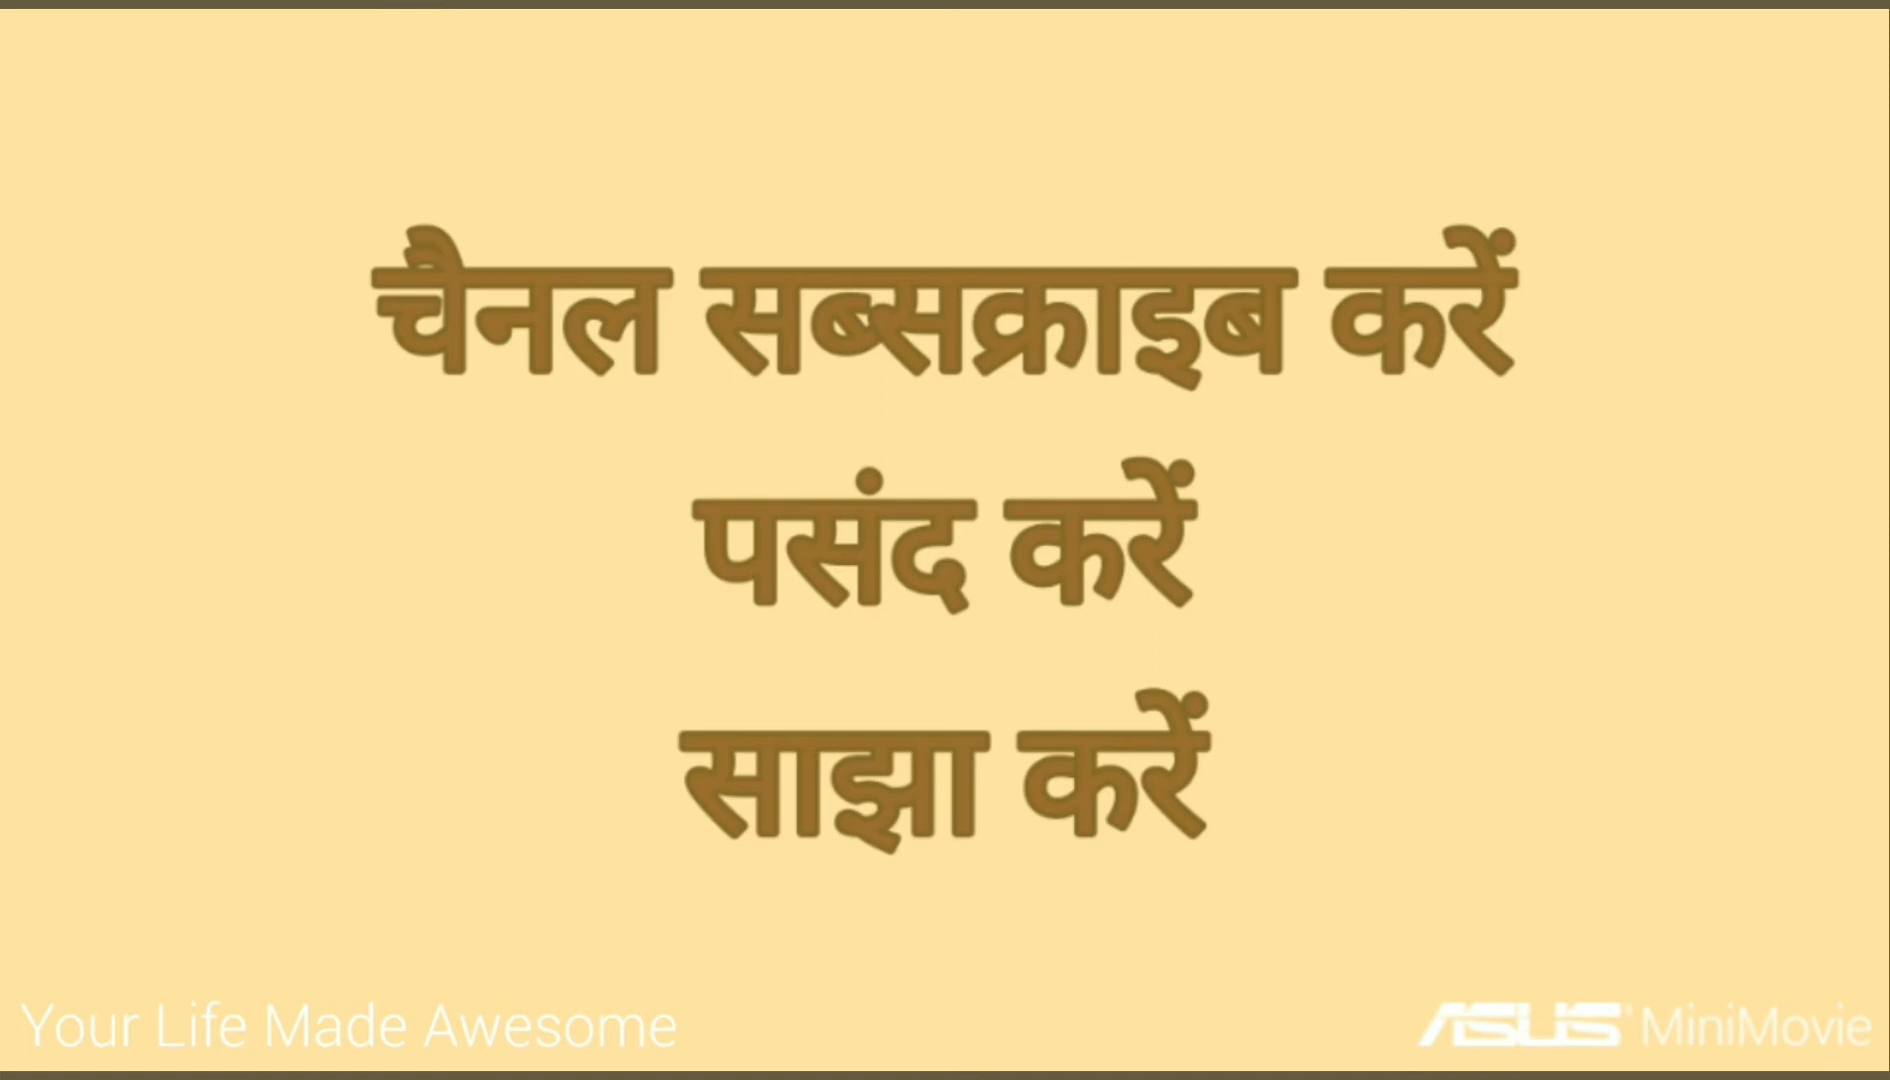 चैनल सब्सक्राइब करें
पसंद करें
साझा करें
Your Life Made Awesome
ASUS MiniMovie